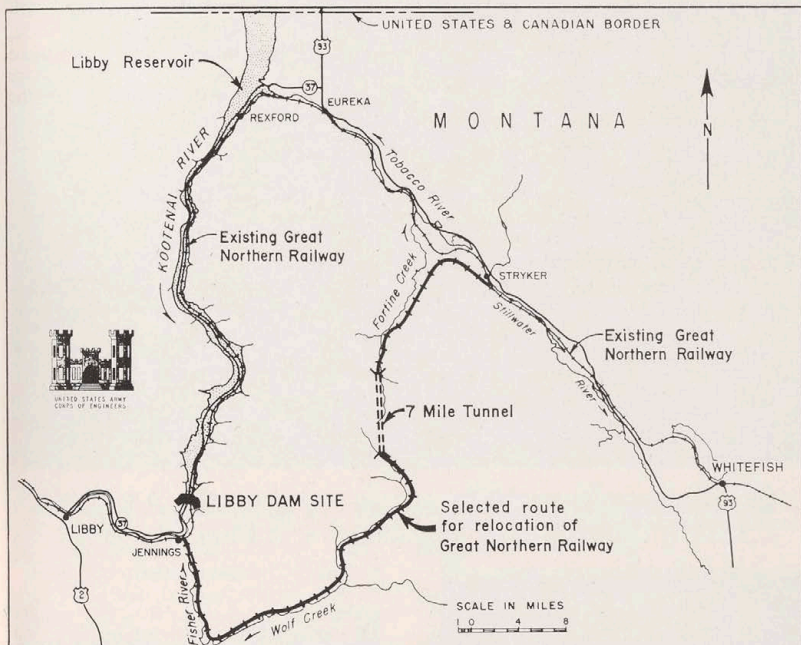 UNITED STATES & CANADIAN BORDER
93
Libby Reservoir
37
EUREKA
REXFORD
MONTANA
N
KOOTENAI RIVER
Tobacco River
Existing Great
Northern Railway
STRYKER
Fortine Creek
Stillwater River
Existing Great
Northern Railway
UNITED STATES ARMY
CORPS OF ENGINEERS
7 Mile Tunnel
WHITEFISH
93
LIBBY DAM SITE
Selected route
for relocation of
Great Northern Railway
LIBBY
37
JENNINGS
2
Fisher River
Wolf Creek
SCALE IN MILES
1 0 4 8